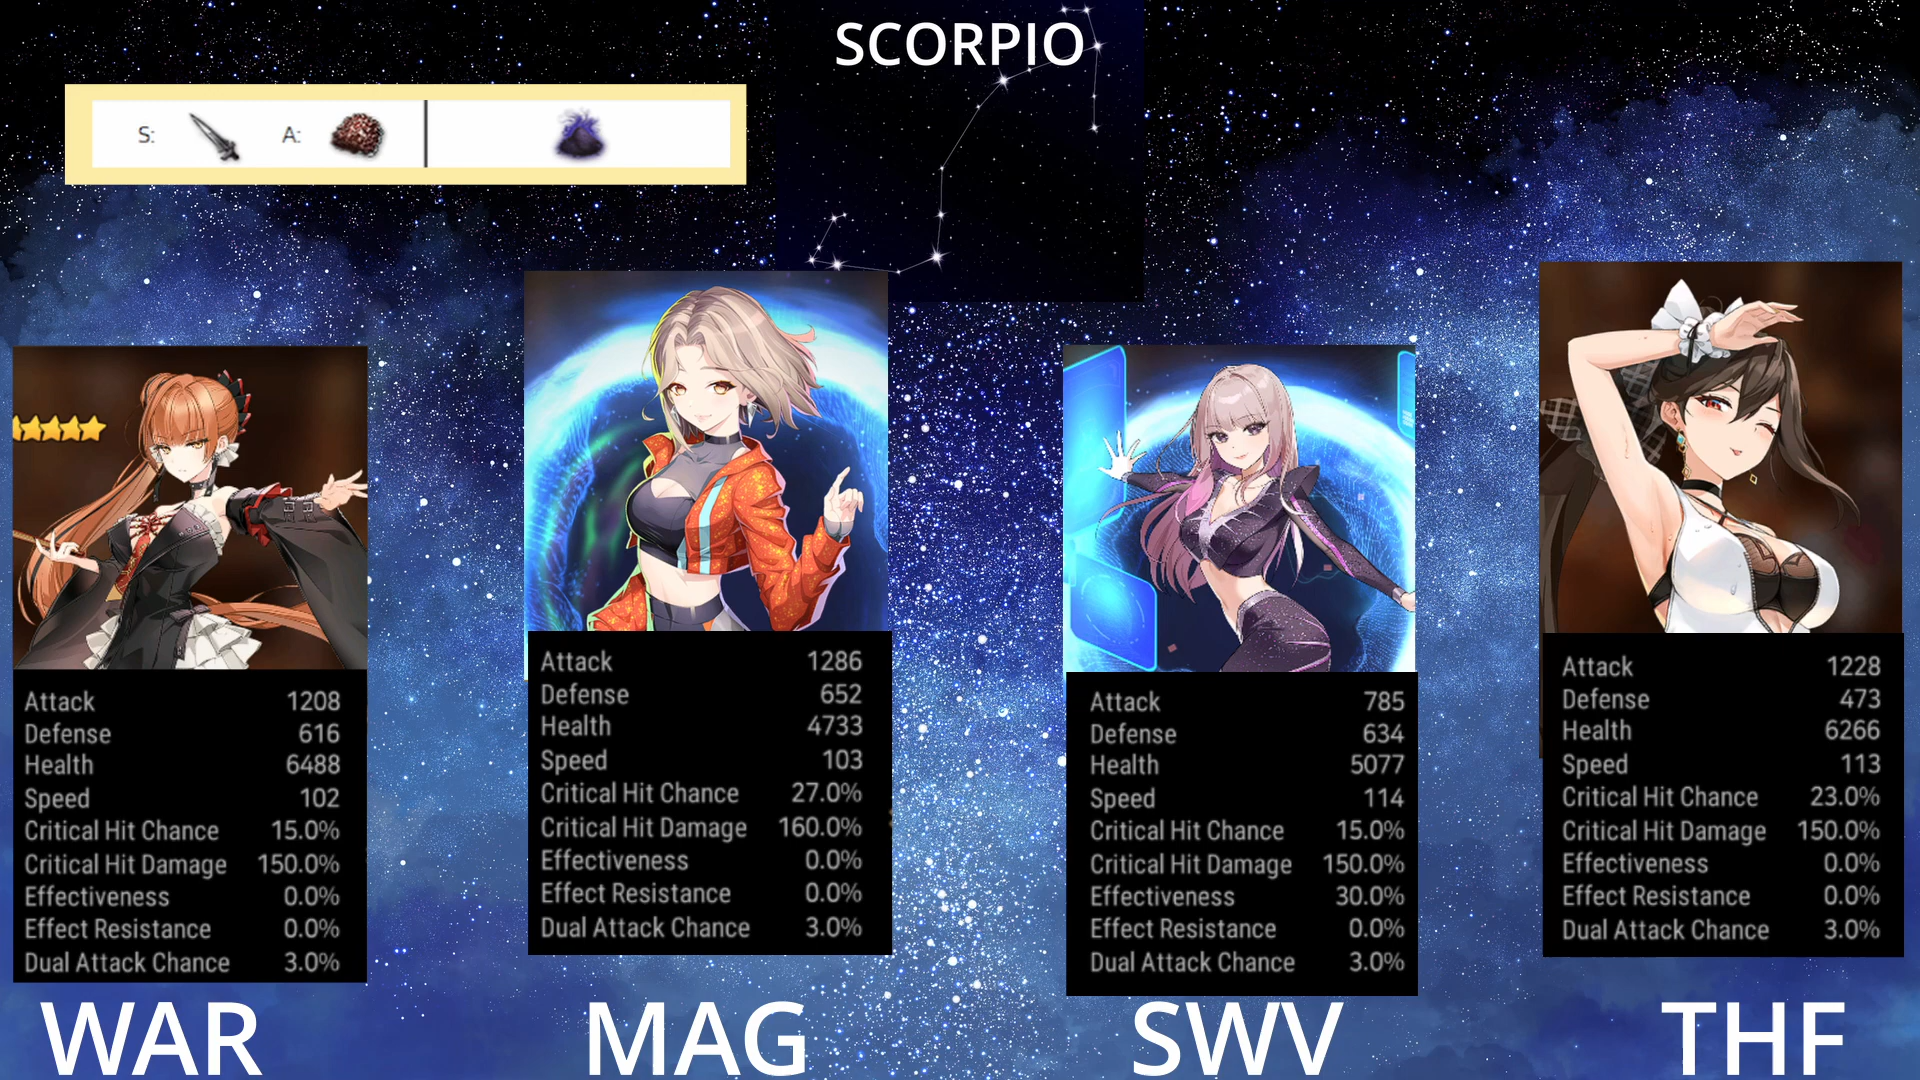 SCORPIO
S: A:
Attack 1208
Defense 616
Health 6488
Speed 102
Critical Hit Chance 15.0%
Critical Hit Damage 150.0%
Effectiveness 0.0%
Effect Resistance 0.0%
Dual Attack Chance 3.0%
WAR
Attack 1286
Defense 652
Health 4733
Speed 103
Critical Hit Chance 27.0%
Critical Hit Damage 160.0%
Effectiveness 0.0%
Effect Resistance 0.0%
Dual Attack Chance 3.0%
MAG
Attack 785
Defense 634
Health 5077
Speed 114
Critical Hit Chance 15.0%
Critical Hit Damage 150.0%
Effectiveness 30.0%
Effect Resistance 0.0%
Dual Attack Chance 3.0%
SWV
Attack 1228
Defense 473
Health 6266
Speed 113
Critical Hit Chance 23.0%
Critical Hit Damage 150.0%
Effectiveness 0.0%
Effect Resistance 0.0%
Dual Attack Chance 3.0%
THF